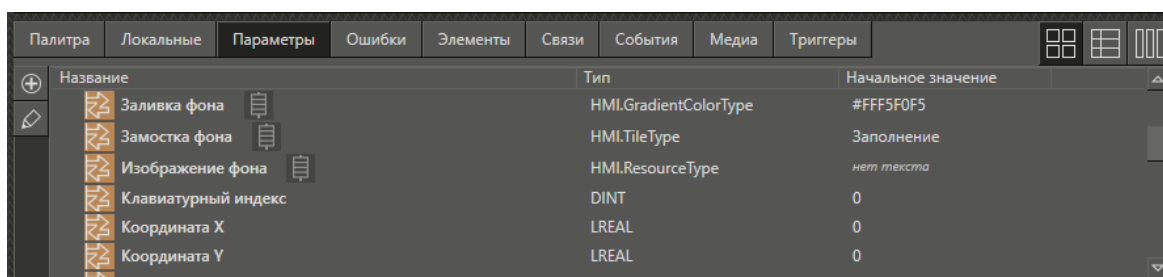 Палитра Локальные Параметры Ошибки Элементы Связи События Медиа Триггеры
Название Тип Начальное значение
Заливка фона HMI.GradientColorType #FFF5F0F5
Замостка фона HMI.TileType Заполнение
Изображение фона HMI.ResourceType нет текста
Клавиатурный индекс DINT 0
Координата X LREAL 0
Координата Y LREAL 0